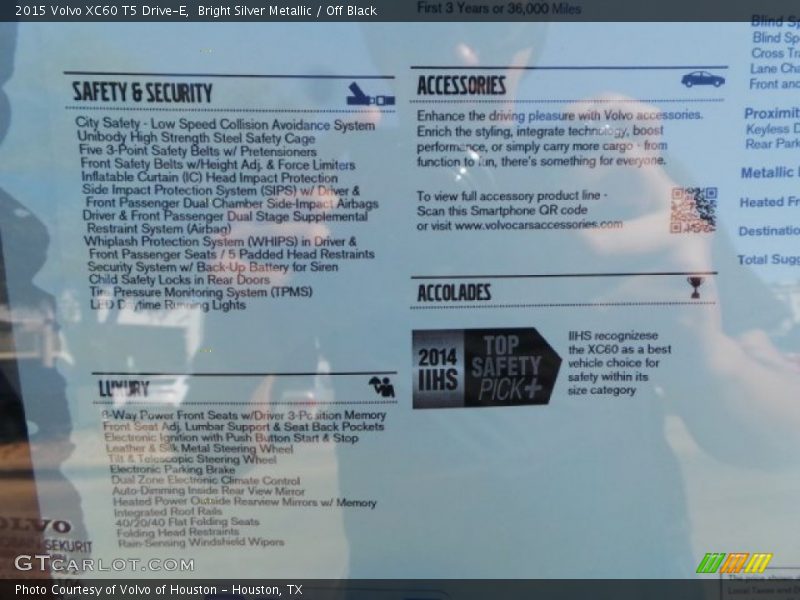 2015 Volvo XC60 T5 Drive-E, Bright Silver Metallic / Off Black
First 3 Years or 36,000 Miles
SAFETY & SECURITY
City Safety - Low Speed Collision Avoidance System
Unibody High Strength Steel Safety Cage
Five 3-Point Safety Belts w/ Pretensioners
Front Safety Belts w/Height Adj. & Force Limiters
Inflatable Curtain (IC) Head Impact Protection
Side Impact Protection System (SIPS) w/ Driver &
Front Passenger Dual Chamber Side-Impact Airbags
Driver & Front Passenger Dual Stage Supplemental
Restraint System (Airbag)
Whiplash Protection System (WHIPS) in Driver &
Front Passenger Seats / 5 Padded Head Restraints
Security System w/ Back-Up Battery for Siren
Child Safety Locks in Rear Doors
Tire Pressure Monitoring System (TPMS)
LED Daytime Running Lights
LUXURY
8-Way Power Front Seats w/Driver 3-Position Memory
Front Seat Adj. Lumbar Support & Seat Back Pockets
Electronic Ignition with Push Button Start & Stop
Leather & Silk Metal Steering Wheel
Tilt & Telescopic Steering Wheel
Electronic Parking Brake
Dual Zone Electronic Climate Control
Auto-Dimming Inside Rear View Mirror
Heated Power Outside Rearview Mirrors w/ Memory
Integrated Roof Rails
40/20/40 Flat Folding Seats
Folding Head Restraints
Rain-Sensing Windshield Wipers
ACCESSORIES
Enhance the driving pleasure with Volvo accessories.
Enrich the styling, integrate technology, boost
performance, or simply carry more cargo - from
function to fun, there's something for everyone.
To view full accessory product line -
Scan this Smartphone QR code
or visit www.volvocarsaccessories.com
ACCOLADES
2014
IIHS
TOP
SAFETY
PICK+
IIHS recognizese
the XC60 as a best
vehicle choice for
safety within its
size category
Blind Sp
Blind Sp
Cross Tra
Lane Cha
Front and
Proximit
Keyless D
Rear Park
Metallic
Heated Fr
Destinatio
Total Sugg
OLVO
SEKURIT
GTCARLOT.COM
The price shown
Local Taxes and
Photo Courtesy of Volvo of Houston - Houston, TX